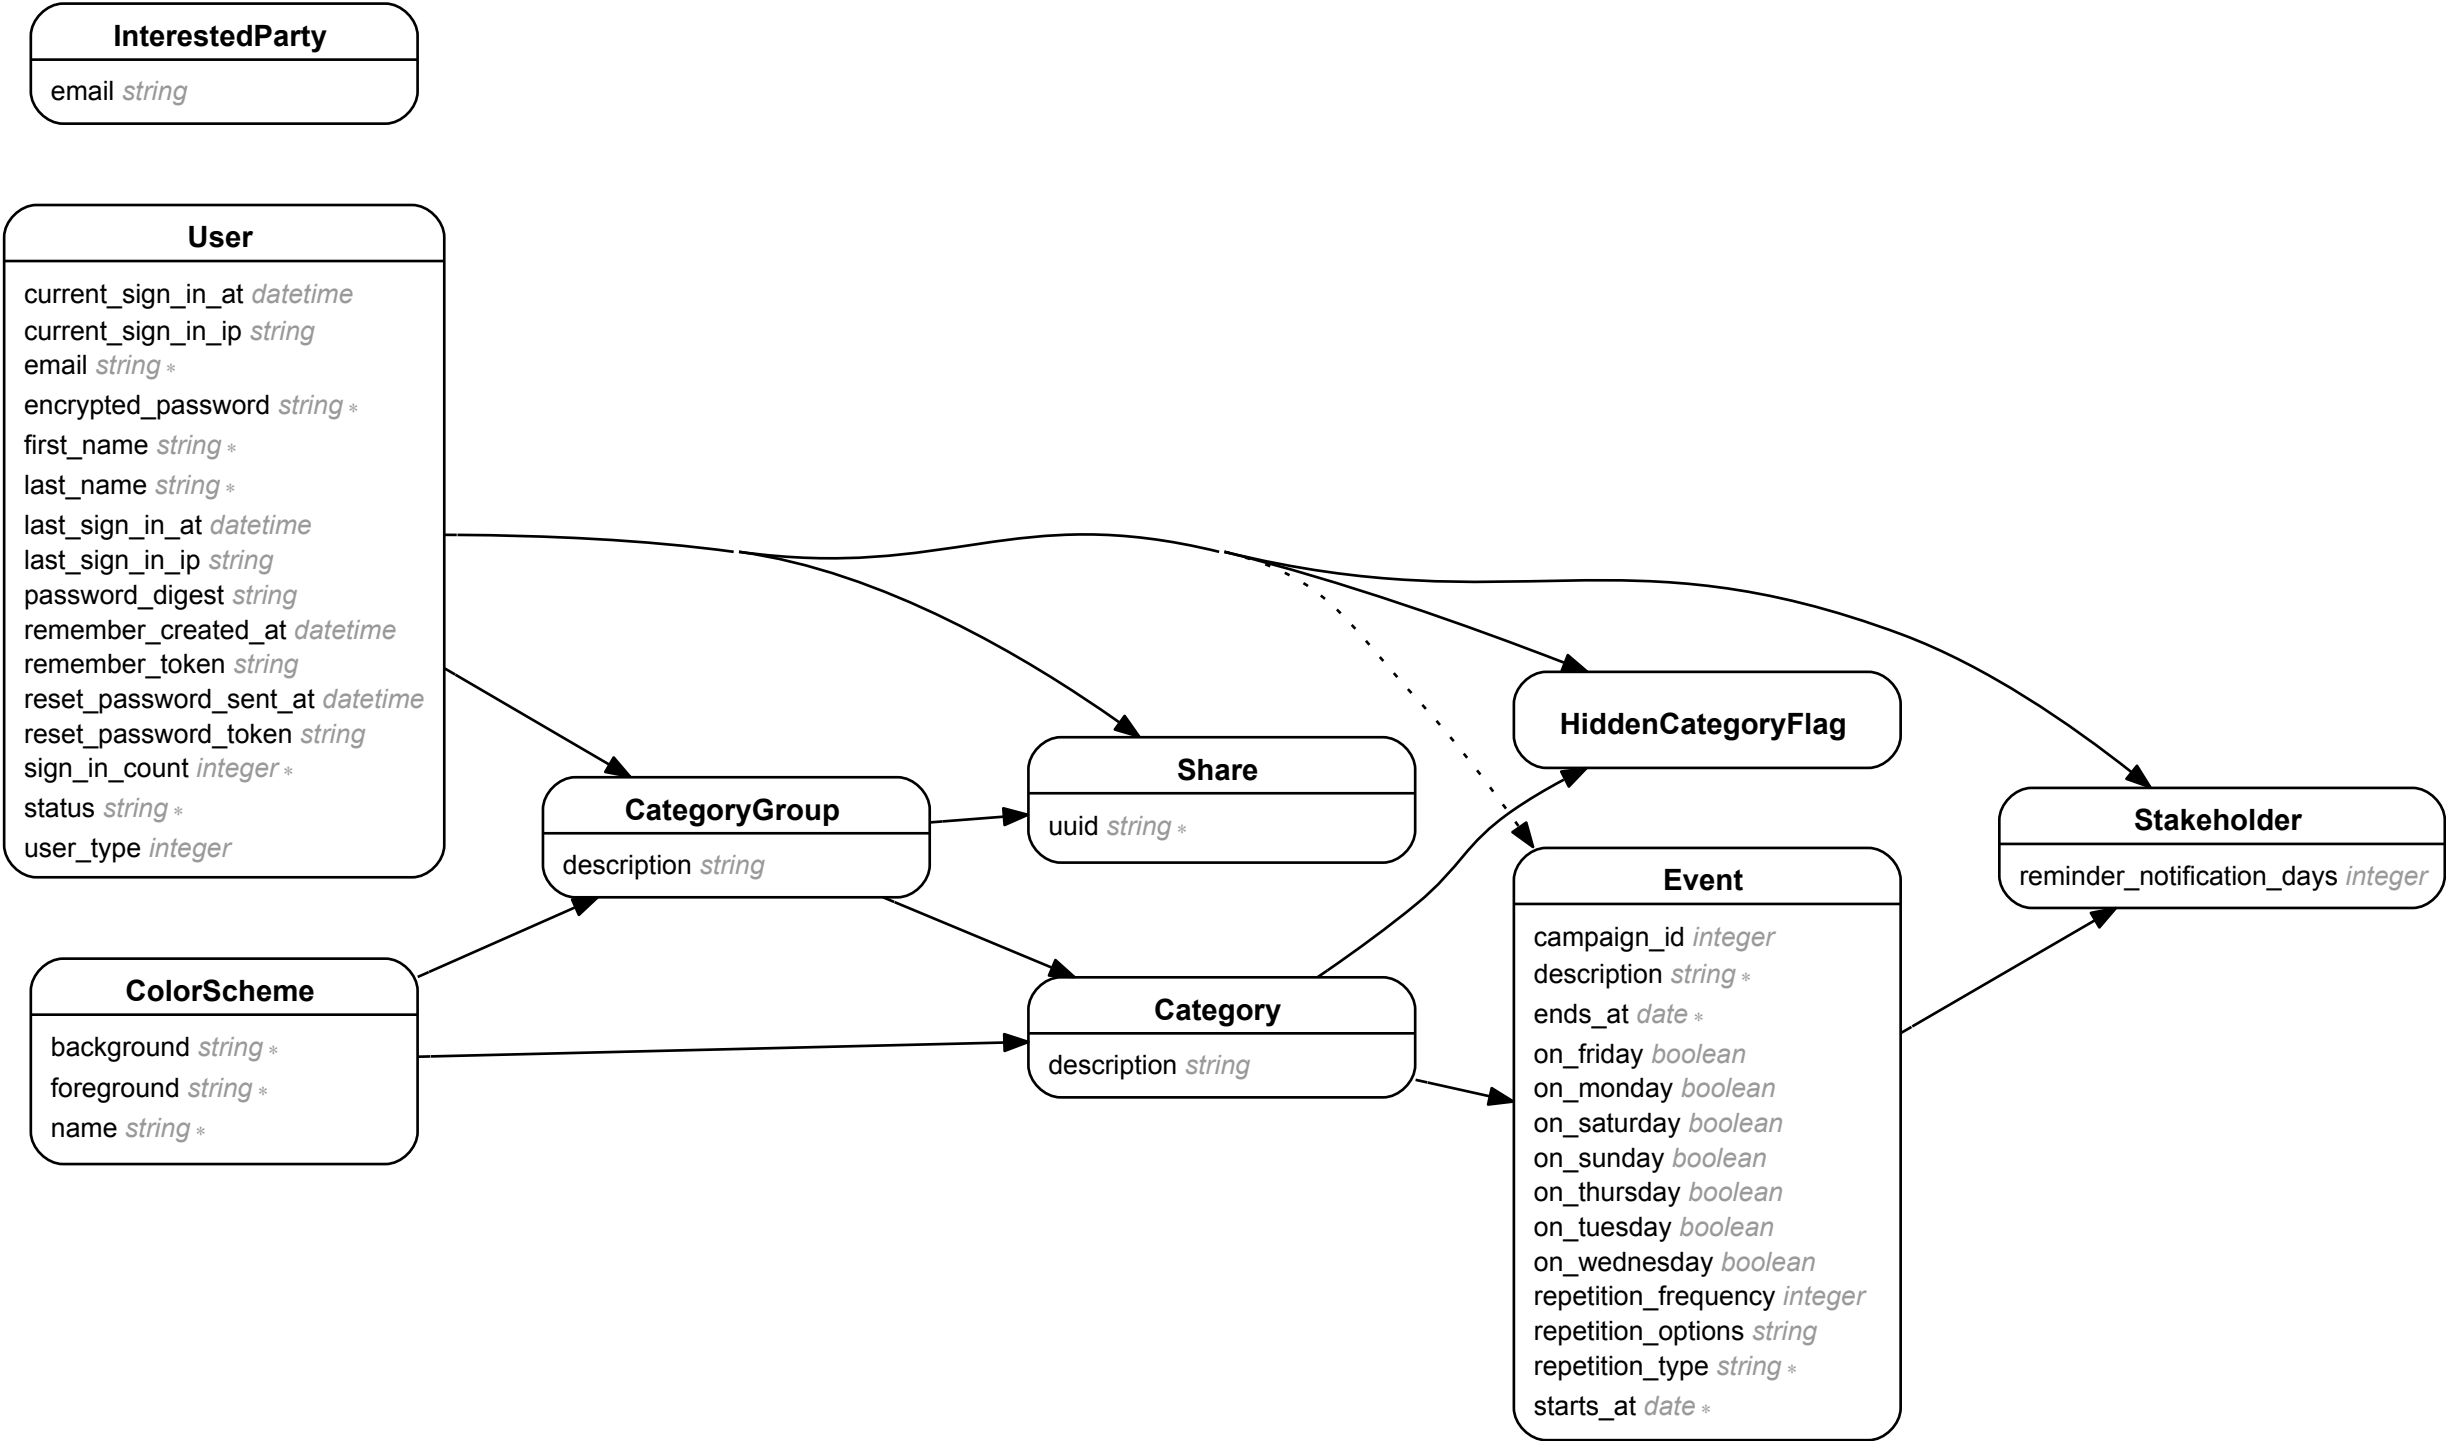 InterestedParty
email string
User
current_sign_in_at datetime
current_sign_in_ip string
email string *
encrypted_password string *
first_name string *
last_name string *
last_sign_in_at datetime
last_sign_in_ip string
password_digest string
remember_created_at datetime
remember_token string
reset_password_sent_at datetime
reset_password_token string
sign_in_count integer *
status string *
user_type integer
ColorScheme
background string *
foreground string *
name string *
CategoryGroup
description string
Share
uuid string *
Category
description string
HiddenCategoryFlag
Event
campaign_id integer
description string *
ends_at date *
on_friday boolean
on_monday boolean
on_saturday boolean
on_sunday boolean
on_thursday boolean
on_tuesday boolean
on_wednesday boolean
repetition_frequency integer
repetition_options string
repetition_type string *
starts_at date *
Stakeholder
reminder_notification_days integer